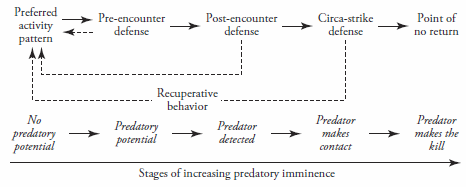 Preferred
activity
pattern
Pre-encounter
defense
Post-encounter
defense
Circa-strike
defense
Point of
no return
Recuperative
behavior
No
predatory
potential
Predatory
potential
Predator
detected
Predator
makes
contact
Predator
makes the
kill
Stages of increasing predatory imminence